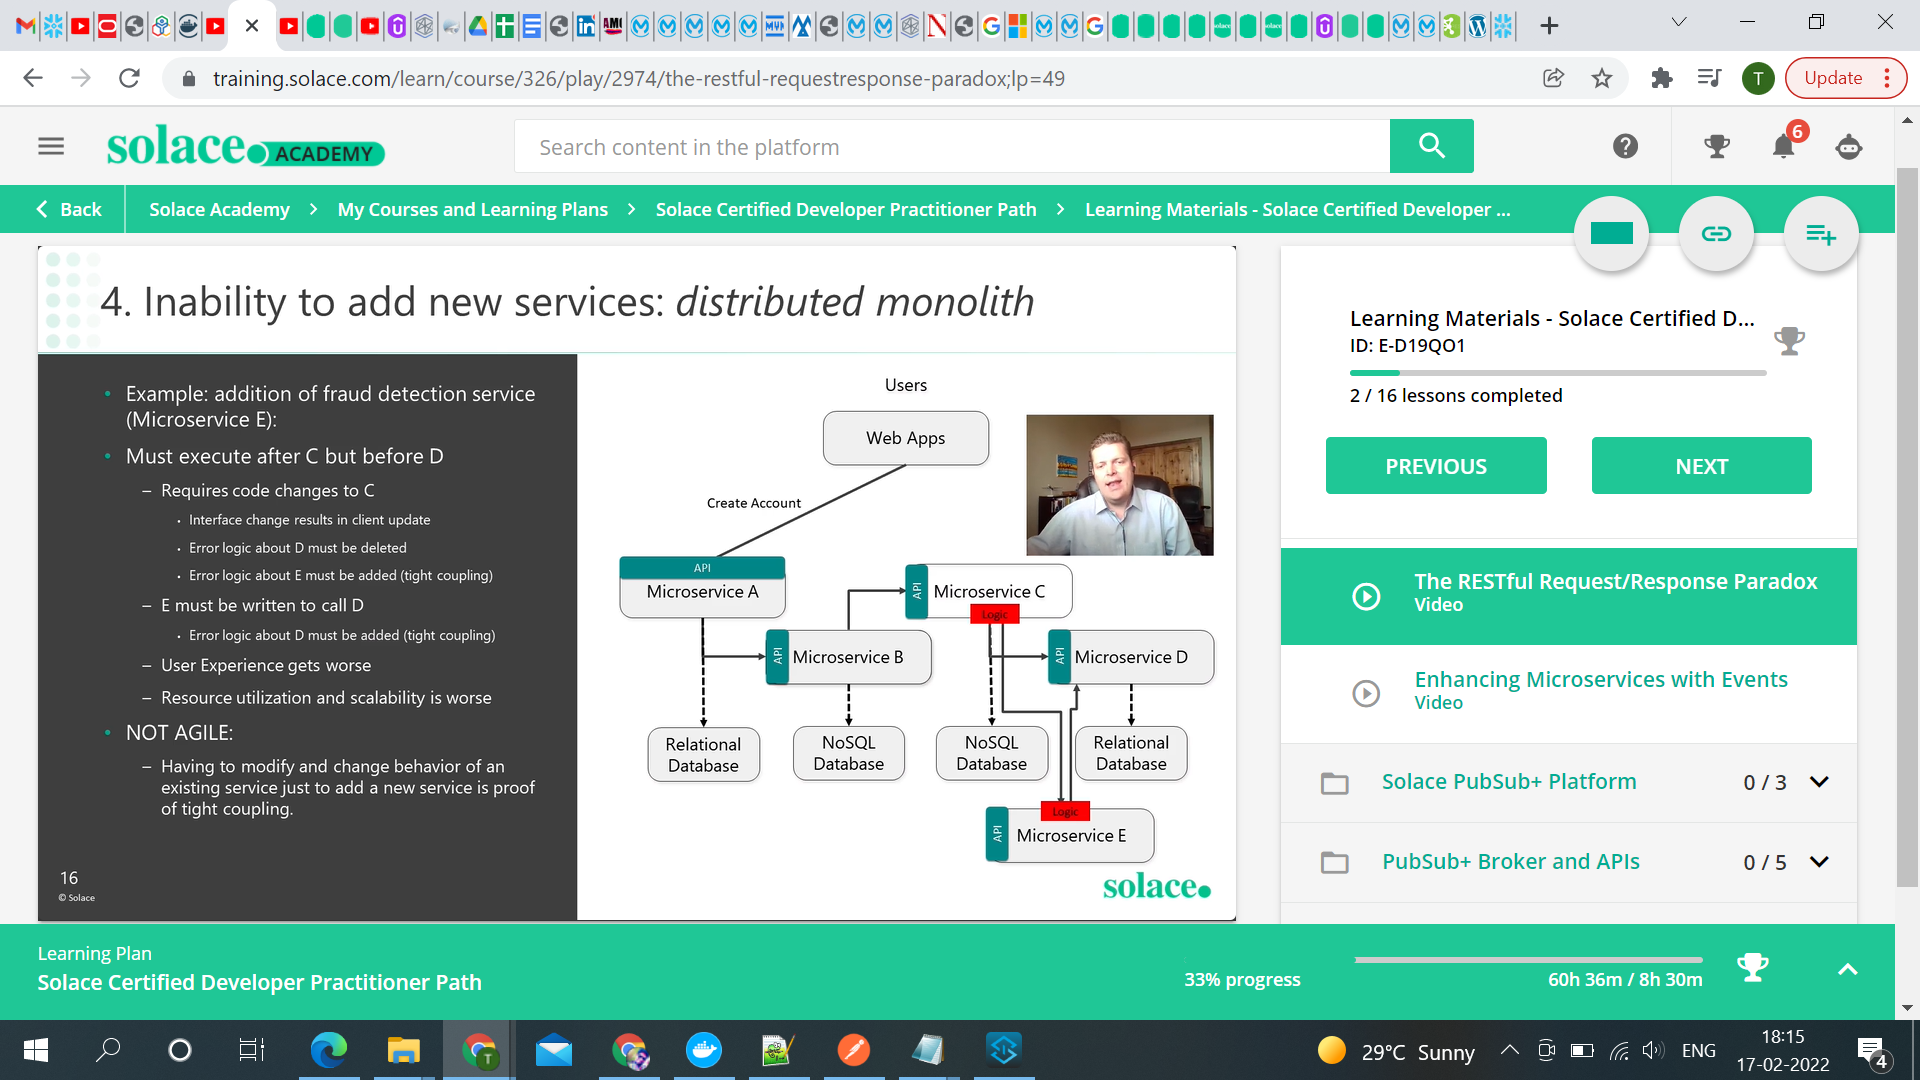 training.solace.com/learn/course/326/play/2974/the-restful-requestresponse-paradox;lp=49
T
Update
solace. ACADEMY
Search content in the platform
6
Back
Solace Academy
My Courses and Learning Plans
Solace Certified Developer Practitioner Path
Learning Materials - Solace Certified Developer ...
4. Inability to add new services: distributed monolith
• Example: addition of fraud detection service
(Microservice E):
• Must execute after C but before D
– Requires code changes to C
• Interface change results in client update
• Error logic about D must be deleted
• Error logic about E must be added (tight coupling)
– E must be written to call D
• Error logic about D must be added (tight coupling)
– User Experience gets worse
– Resource utilization and scalability is worse
• NOT AGILE:
– Having to modify and change behavior of an
existing service just to add a new service is proof
of tight coupling.
16
© Solace
Users
Web Apps
Create Account
API
Microservice A
API
Microservice C
Logic
API
Microservice B
API
Microservice D
Relational
Database
NoSQL
Database
NoSQL
Database
Relational
Database
Logic
API
Microservice E
solace.
Learning Materials - Solace Certified D...
ID: E-D19QO1
2 / 16 lessons completed
PREVIOUS
NEXT
The RESTful Request/Response Paradox
Video
Enhancing Microservices with Events
Video
Solace PubSub+ Platform
0 / 3
PubSub+ Broker and APIs
0 / 5
Learning Plan
Solace Certified Developer Practitioner Path
33% progress
60h 36m / 8h 30m
29°C Sunny
ENG
18:15
17-02-2022
4